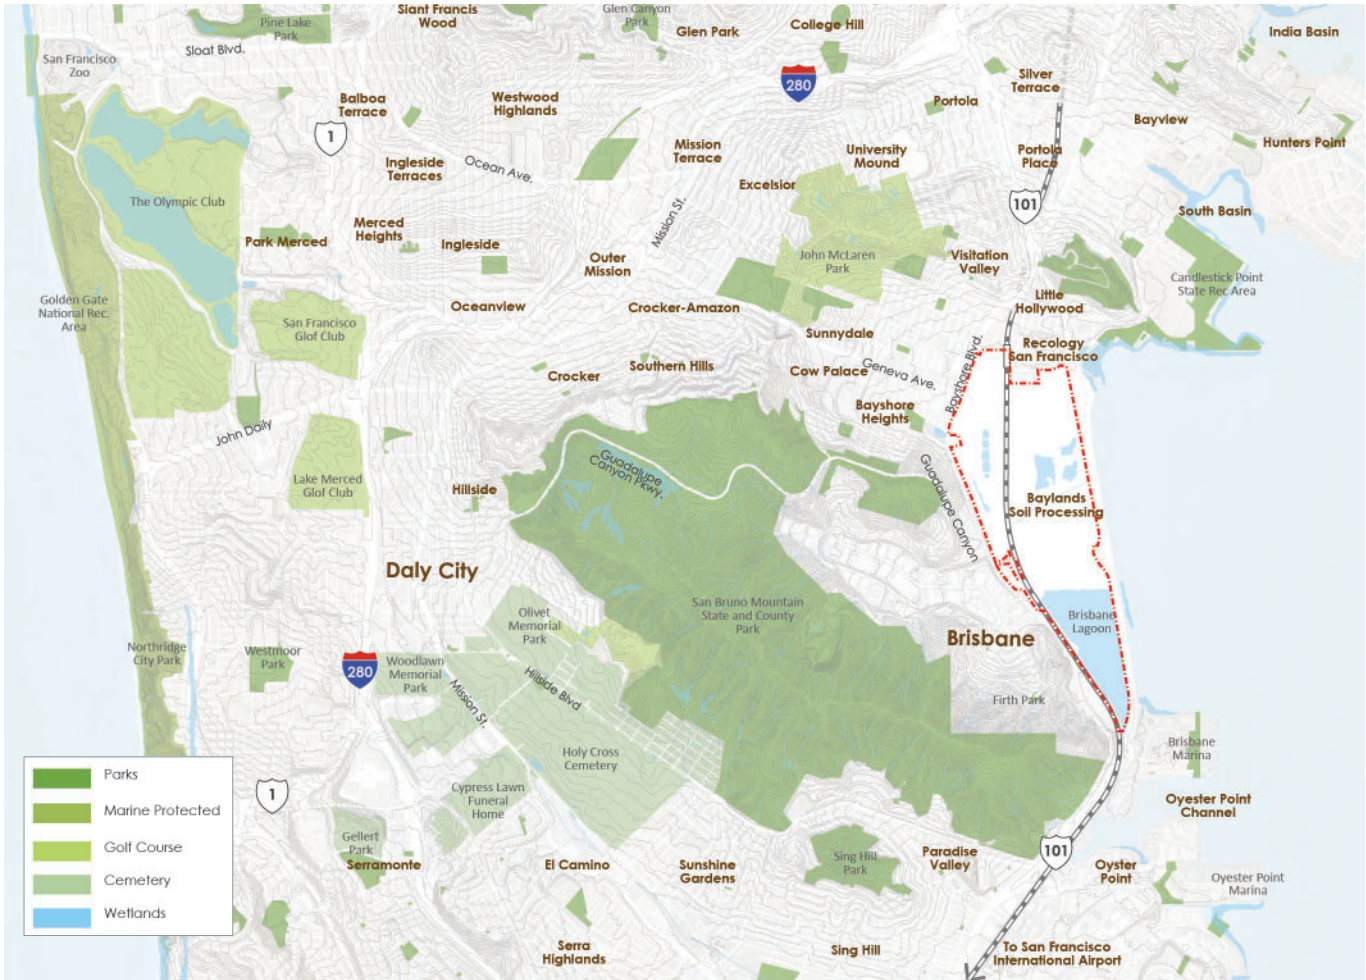 Siant Francis
Wood
Glen Canyon
Park
College Hill
Pine Lake
Park
Glen Park
India Basin
Sloat Blvd.
San Francisco
Zoo
280
Silver
Terrace
Balboa
Terrace
Westwood
Highlands
Portola
Bayview
1
Mission
Terrace
University
Mound
Portola
Place
Hunters Point
Ingleside
Terraces
Ocean Ave.
Excelsior
The Olympic Club
101
South Basin
Mission St.
Merced
Heights
Park Merced
Ingleside
Outer
Mission
John McLaren
Park
Visitation
Valley
Candlestick Point
State Rec. Area
Golden Gate
National Rec.
Area
Oceanview
Crocker-Amazon
Little
Hollywood
San Francisco
Glof Club
Sunnydale
Bayshore Blvd.
Recology
San Francisco
Crocker
Southern Hills
Cow Palace
Geneva Ave.
Bayshore
Heights
John Daily
Guadalupe
Canyon Pkwy.
Lake Merced
Glof Club
Hillside
Guadalupe Canyon
Baylands
Soil Processing
Daly City
San Bruno Mountain
State and County
Park
Olivet
Memorial
Park
Brisbane
Lagoon
Brisbane
Northridge
City Park
Westmoor
Park
280
Woodlawn
Memorial
Park
Mission St.
Hillside Blvd
Firth Park
Holy Cross
Cemetery
Brisbane
Marina
Parks
Marine Protected
Golf Course
Cemetery
Wetlands
1
Cypress Lawn
Funeral
Home
Oyester Point
Channel
Gellert
Park
Serramonte
El Camino
Sunshine
Gardens
Sing Hill
Park
Paradise
Valley
101
Oyster
Point
Oyester Point
Marina
Serra
Highlands
Sing Hill
To San Francisco
International Airport